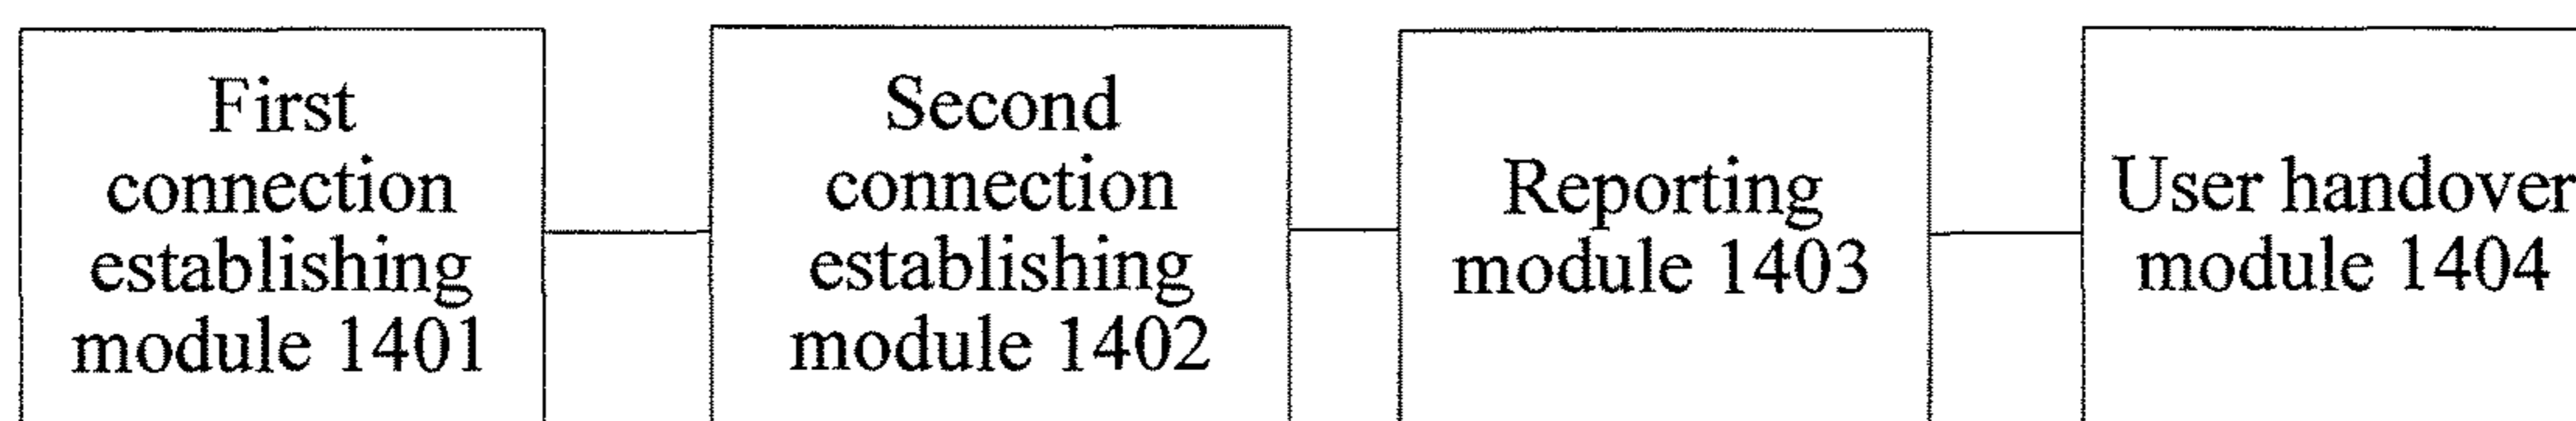 First
connection
establishing
module 1401
Second
connection
establishing
module 1402
Reporting
module 1403
User handover
module 1404